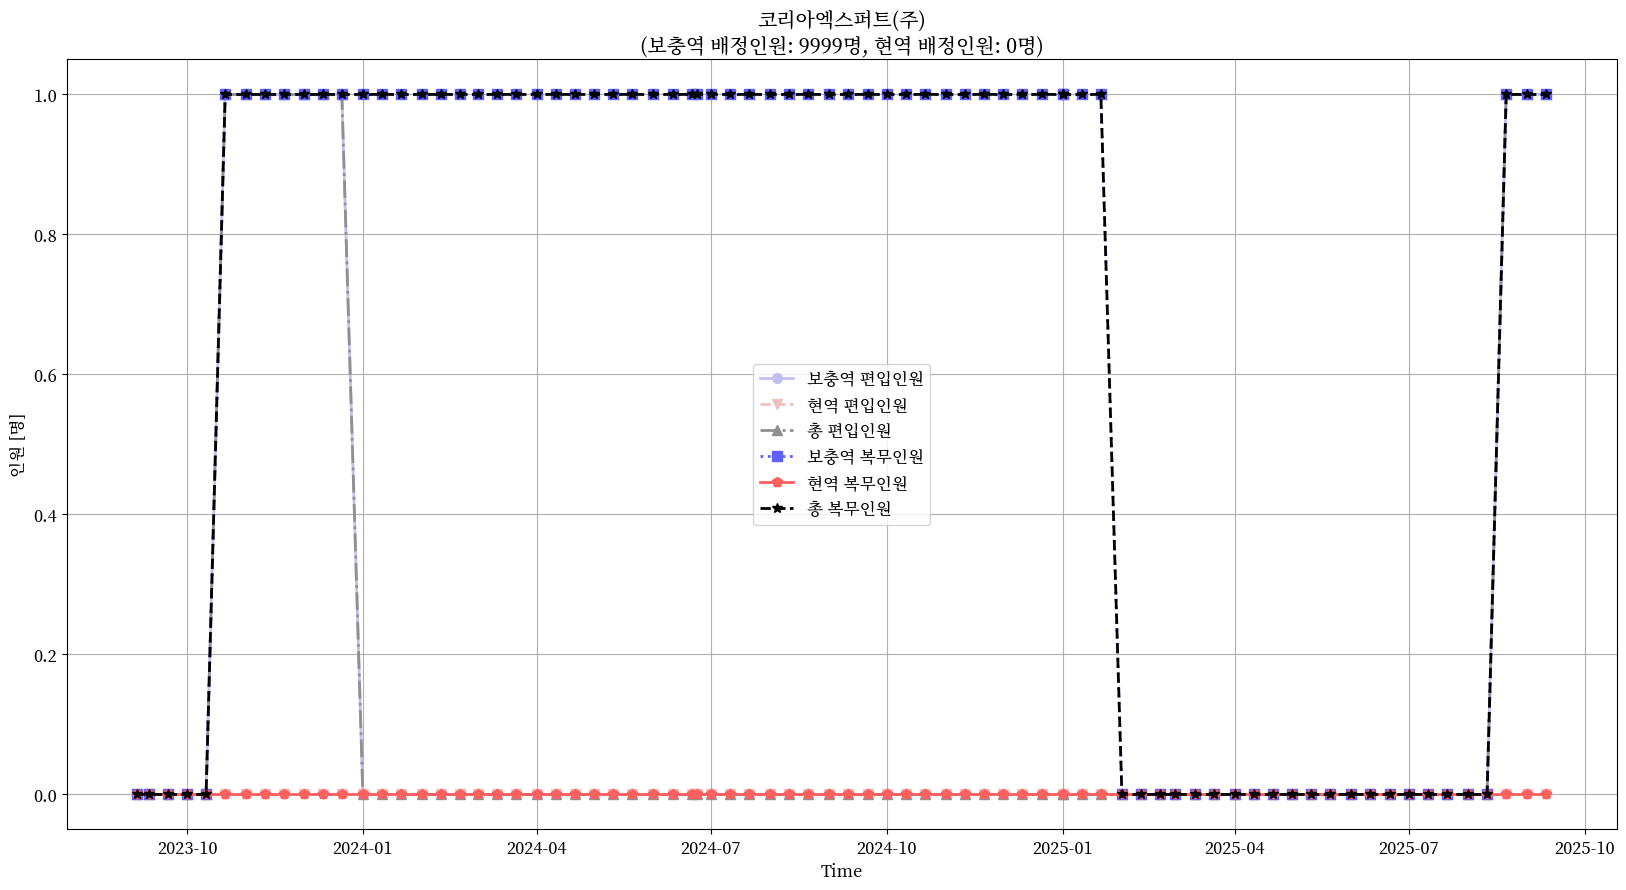 코리아엑스퍼트(주)
(보충역 배정인원: 9999명, 현역 배정인원: 0명)
1.0
0.8
0.6
0.4
0.2
0.0
인원 [명]
보충역 편입인원
현역 편입인원
총 편입인원
보충역 복무인원
현역 복무인원
총 복무인원
2023-10 2024-01 2024-04 2024-07 2024-10 2025-01 2025-04 2025-07 2025-10
Time